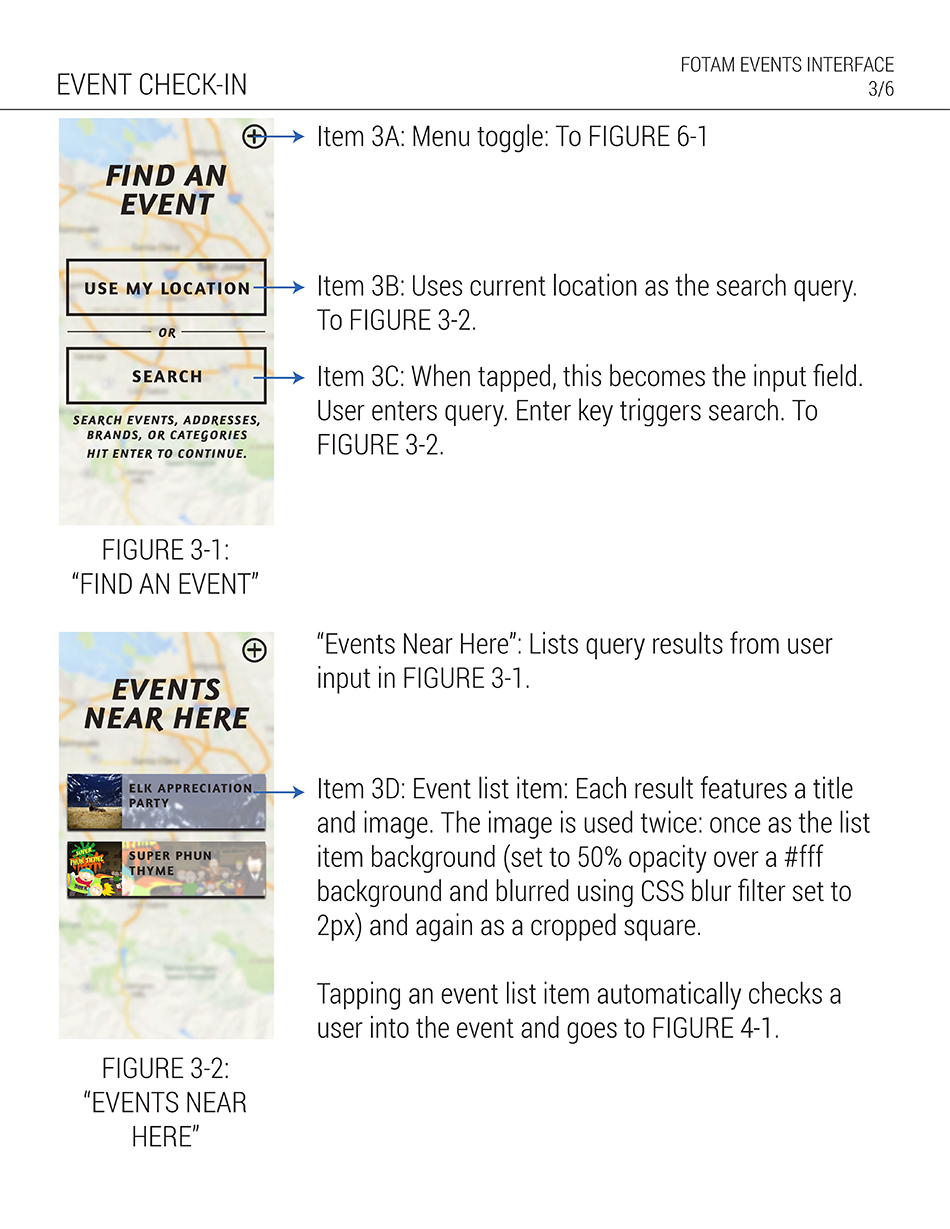 EVENT CHECK-IN
FOTAM EVENTS INTERFACE
3/6
FIND AN
EVENT
USE MY LOCATION
OR
SEARCH
SEARCH EVENTS, ADDRESSES,
BRANDS, OR CATEGORIES
HIT ENTER TO CONTINUE.
Item 3A: Menu toggle: To FIGURE 6-1
Item 3B: Uses current location as the search query.
To FIGURE 3-2.
Item 3C: When tapped, this becomes the input field.
User enters query. Enter key triggers search. To
FIGURE 3-2.
FIGURE 3-1:
“FIND AN EVENT”
EVENTS
NEAR HERE
ELK APPRECIATION
PARTY
SUPER PHUN
THYME
“Events Near Here”: Lists query results from user
input in FIGURE 3-1.
Item 3D: Event list item: Each result features a title
and image. The image is used twice: once as the list
item background (set to 50% opacity over a #fff
background and blurred using CSS blur filter set to
2px) and again as a cropped square.
Tapping an event list item automatically checks a
user into the event and goes to FIGURE 4-1.
FIGURE 3-2:
“EVENTS NEAR
HERE”